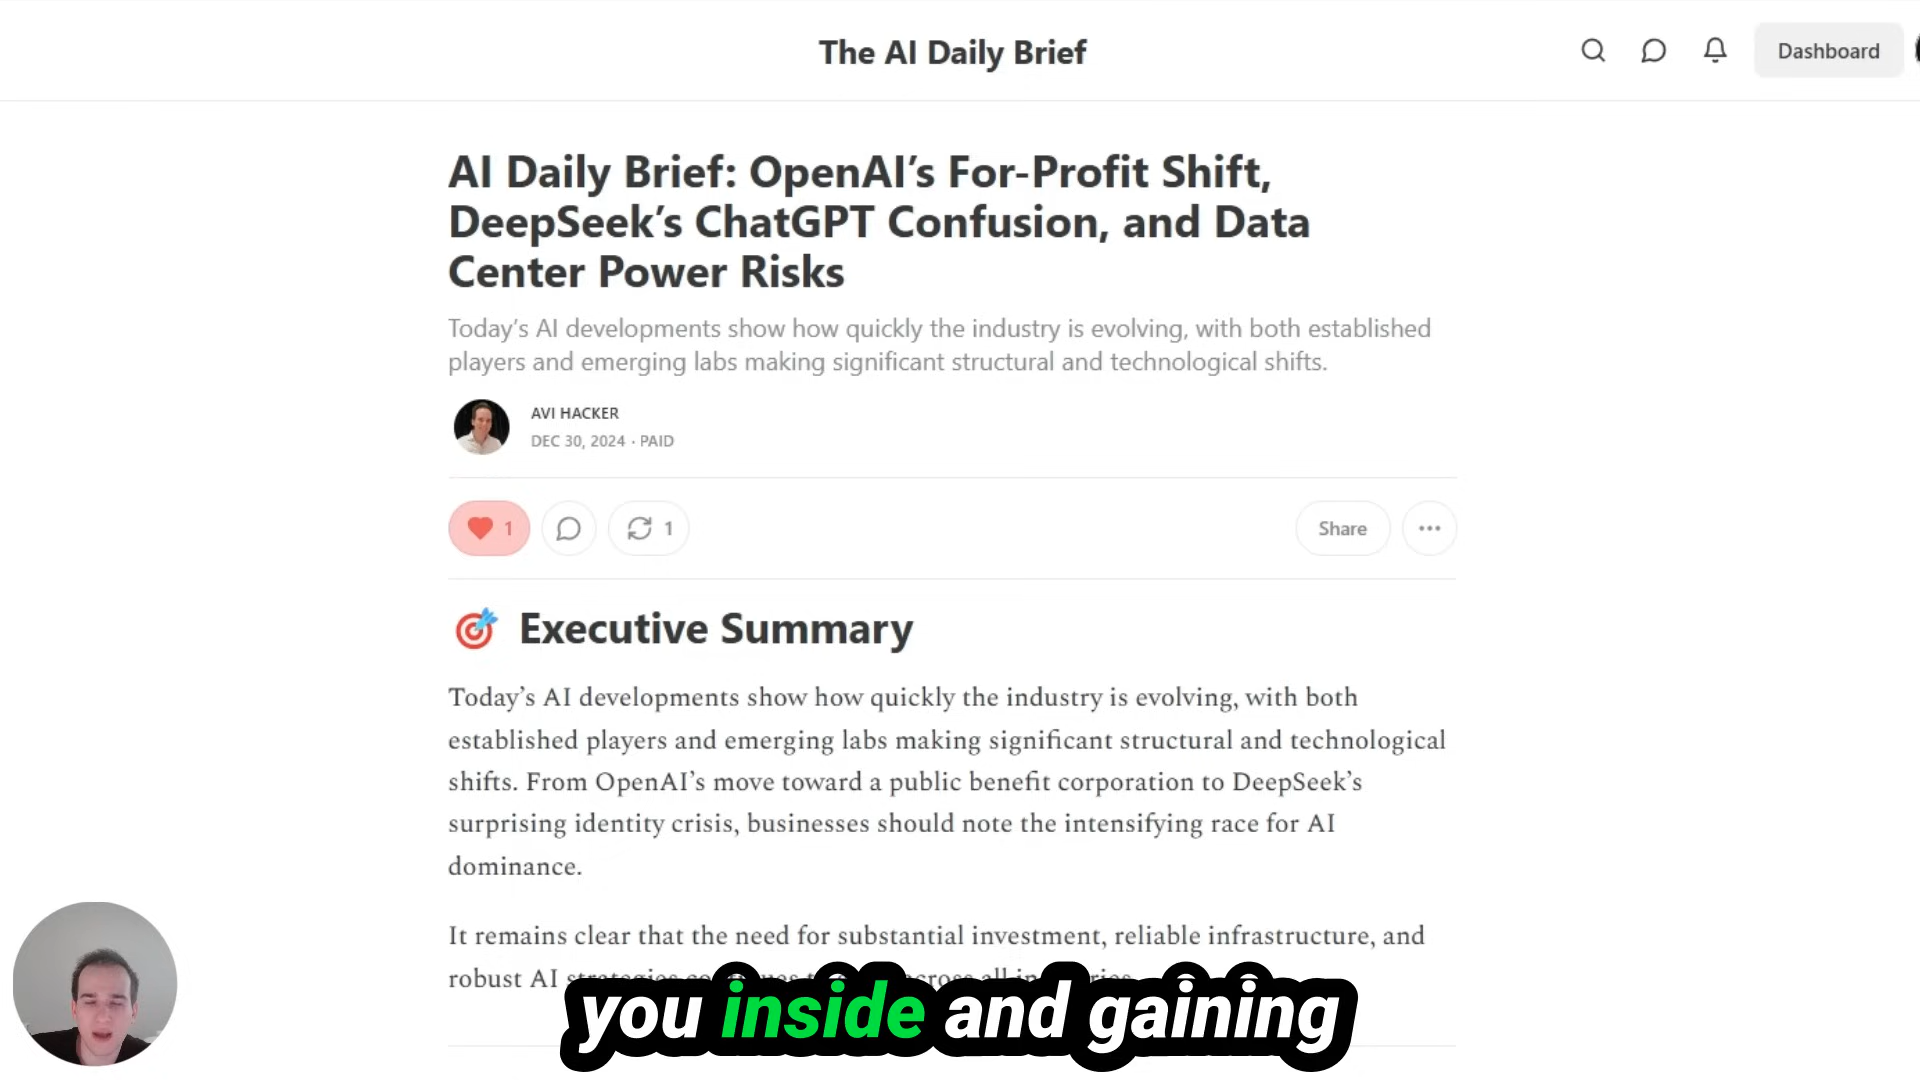 The AI Daily Brief
Dashboard
AI Daily Brief: OpenAI’s For-Profit Shift,
DeepSeek’s ChatGPT Confusion, and Data
Center Power Risks
Today’s AI developments show how quickly the industry is evolving, with both established
players and emerging labs making significant structural and technological shifts.
AVI HACKER
DEC 30, 2024 · PAID
1
1
Share
Executive Summary
Today’s AI developments show how quickly the industry is evolving, with both
established players and emerging labs making significant structural and technological
shifts. From OpenAI’s move toward a public benefit corporation to DeepSeek’s
surprising identity crisis, businesses should note the intensifying race for AI
dominance.
It remains clear that the need for substantial investment, reliable infrastructure, and
robust AI
you inside and gaining